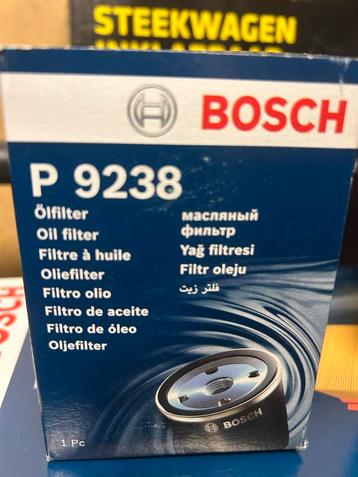 STEEKWAGEN
INKLAPBAAR
BOSCH
P 9238
Ölfilter
Oil filter
Filtre à huile
Oliefilter
Filtro olio
Filtro de aceite
Filtro de óleo
Oljefilter
масляный
фильтр
Yağ filtresi
Filtr oleju
فلتر زيت
BOSCH
1 Pc